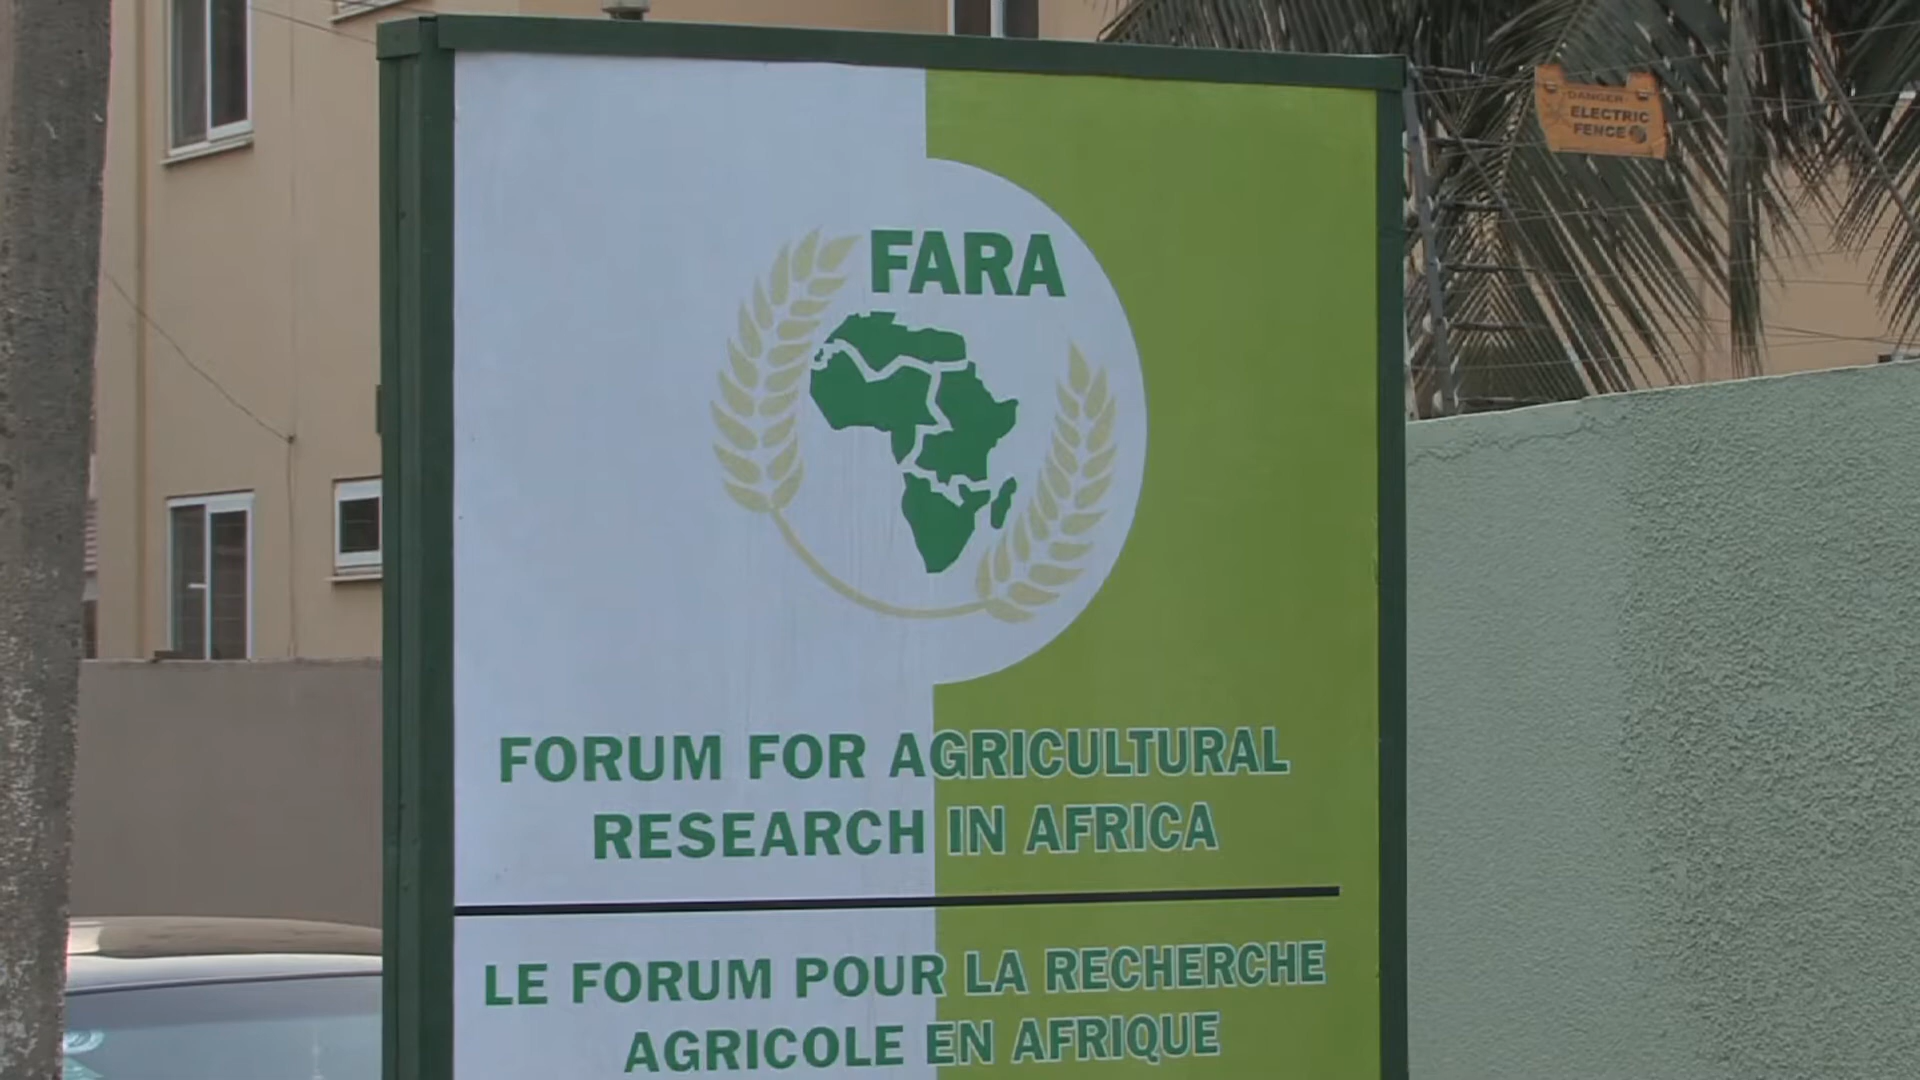 FARA
FORUM FOR AGRICULTURAL
RESEARCH IN AFRICA
LE FORUM POUR LA RECHERCHE
AGRICOLE EN AFRIQUE
DANGER
ELECTRIC
FENCE